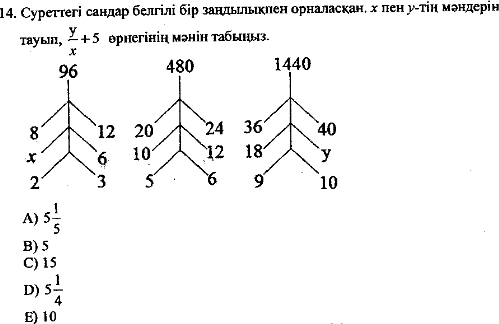 14. Суреттегі сандар белгілі бір заңдылықпен орналасқан. x пен y-тің мәндерін
тауып, y/x + 5 өрнегінің мәнін табыңыз.
96 480 1440
8 12 20 24 36 40
x 6 10 12 18 y
2 3 5 6 9 10
A) 5 1/5
B) 5
C) 15
D) 5 1/4
E) 10